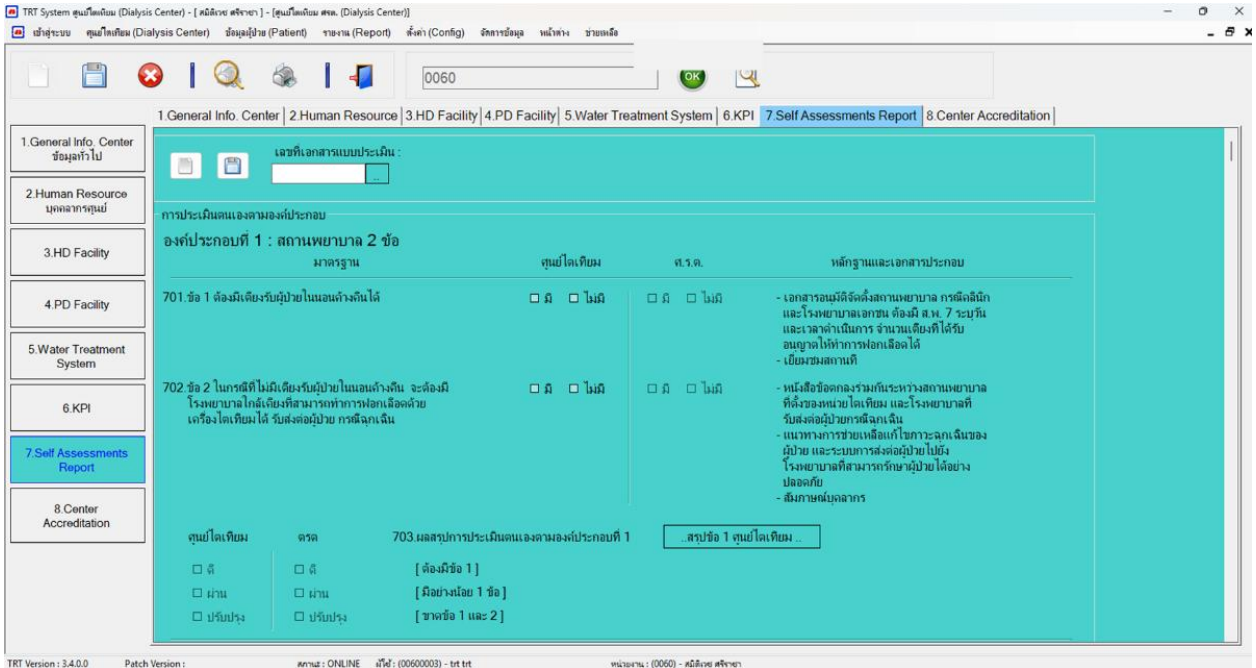 TRT System ศูนย์ไตเทียม (Dialysis Center) - [ สมิติเวช ศรีราชา ] - [ศูนย์ไตเทียม ศรต. (Dialysis Center)]
เข้าสู่ระบบ ศูนย์ไตเทียม (Dialysis Center) ข้อมูลผู้ป่วย (Patient) รายงาน (Report) ตั้งค่า (Config) จัดการข้อมูล หน้าต่าง ช่วยเหลือ
0060 OK
1.General Info. Center 2.Human Resource 3.HD Facility 4.PD Facility 5.Water Treatment System 6.KPI 7.Self Assessments Report 8.Center Accreditation
1.General Info. Center
ข้อมูลทั่วไป
2.Human Resource
บุคลากรศูนย์
3.HD Facility
4.PD Facility
5.Water Treatment
System
6.KPI
7.Self Assessments
Report
8.Center
Accreditation
เลขที่เอกสารแบบประเมิน :
..
การประเมินตนเองตามองค์ประกอบ
องค์ประกอบที่ 1 : สถานพยาบาล 2 ข้อ
มาตรฐาน ศูนย์ไตเทียม ศ.ร.ต. หลักฐานและเอกสารประกอบ
701.ข้อ 1 ต้องมีเตียงรับผู้ป่วยในนอนค้างคืนได้ มี ไม่มี มี ไม่มี
- เอกสารอนุมัติจัดตั้งสถานพยาบาล กรณีคลินิก
และโรงพยาบาลเอกชน ต้องมี ส.พ. 7 ระบุวัน
และเวลาดำเนินการ จำนวนเตียงที่ได้รับ
อนุญาตให้ทำการฟอกเลือดได้
- เยี่ยมชมสถานที่
702.ข้อ 2 ในกรณีที่ไม่มีเตียงรับผู้ป่วยในนอนค้างคืน จะต้องมี มี ไม่มี มี ไม่มี
โรงพยาบาลใกล้เคียงที่สามารถทำการฟอกเลือดด้วย
เครื่องไตเทียมได้ รับส่งต่อผู้ป่วย กรณีฉุกเฉิน
- หนังสือข้อตกลงร่วมกันระหว่างสถานพยาบาล
ที่ตั้งของหน่วยไตเทียม และโรงพยาบาลที่
รับส่งต่อผู้ป่วยกรณีฉุกเฉิน
- แนวทางการช่วยเหลือแก้ไขภาวะฉุกเฉินของ
ผู้ป่วย และระบบการส่งต่อผู้ป่วยไปยัง
โรงพยาบาลที่สามารถรักษาผู้ป่วยได้อย่าง
ปลอดภัย
- สัมภาษณ์บุคลากร
ศูนย์ไตเทียม ตรต 703.ผลสรุปการประเมินตนเองตามองค์ประกอบที่ 1 ..สรุปข้อ 1 ศูนย์ไตเทียม ..
ดี ดี [ ต้องมีข้อ 1 ]
ผ่าน ผ่าน [ มีอย่างน้อย 1 ข้อ ]
ปรับปรุง ปรับปรุง [ ขาดข้อ 1 และ 2 ]
TRT Version : 3.4.0.0 Patch Version : สถานะ : ONLINE ผู้ใช้ : (00600003) - trt trt หน่วยงาน : (0060) - สมิติเวช ศรีราชา